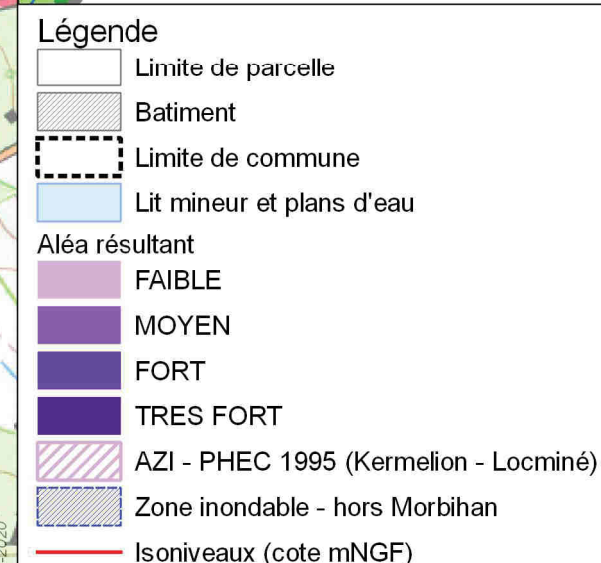 Légende
Limite de parcelle
Batiment
Limite de commune
Lit mineur et plans d'eau
Aléa résultant
FAIBLE
MOYEN
FORT
TRES FORT
AZI - PHEC 1995 (Kermelion - Locminé)
Zone inondable - hors Morbihan
Isoniveaux (cote mNGF)
-2020